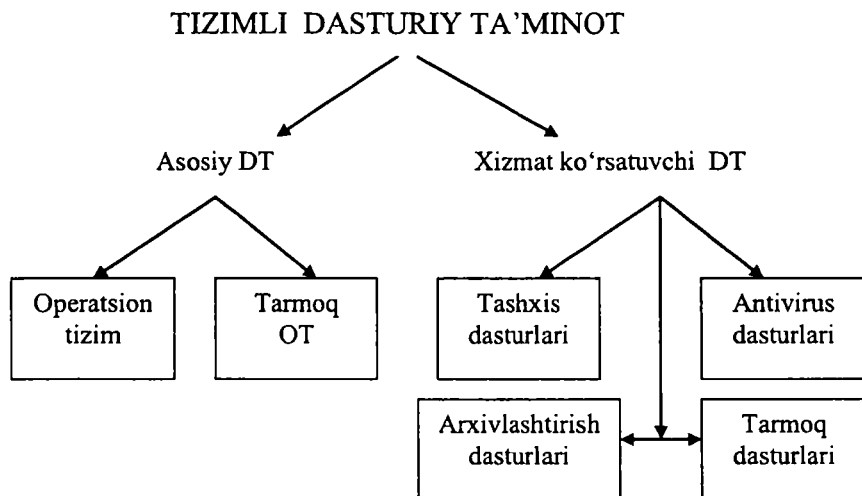 TIZIMLI DASTURIY TA’MINOT
Asosiy DT
Xizmat ko‘rsatuvchi DT
Operatsion
tizim
Tarmoq
OT
Tashxis
dasturlari
Antivirus
dasturlari
Arxivlashtirish
dasturlari
Tarmoq
dasturlari